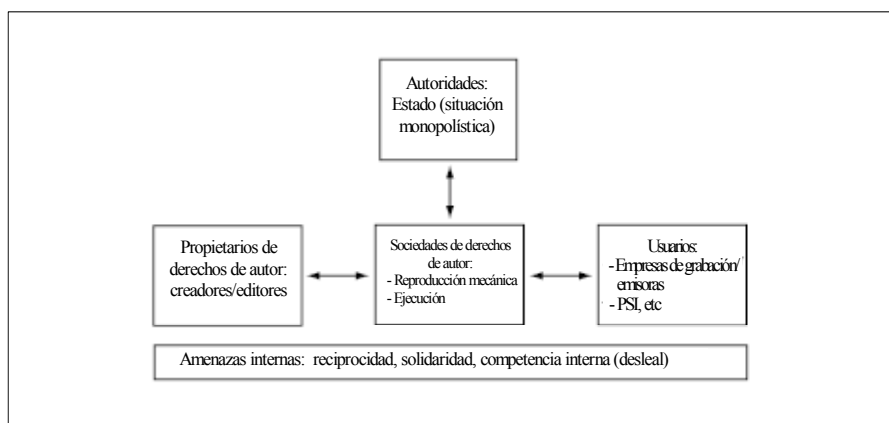 Autoridades:
Estado (situación
monopolística)
Propietarios de
derechos de autor:
creadores/editores
Sociedades de derechos
de autor:
- Reproducción mecánica
- Ejecución
Usuarios:
- Empresas de grabación/
emisoras
- PSI, etc
Amenazas internas: reciprocidad, solidaridad, competencia interna (desleal)